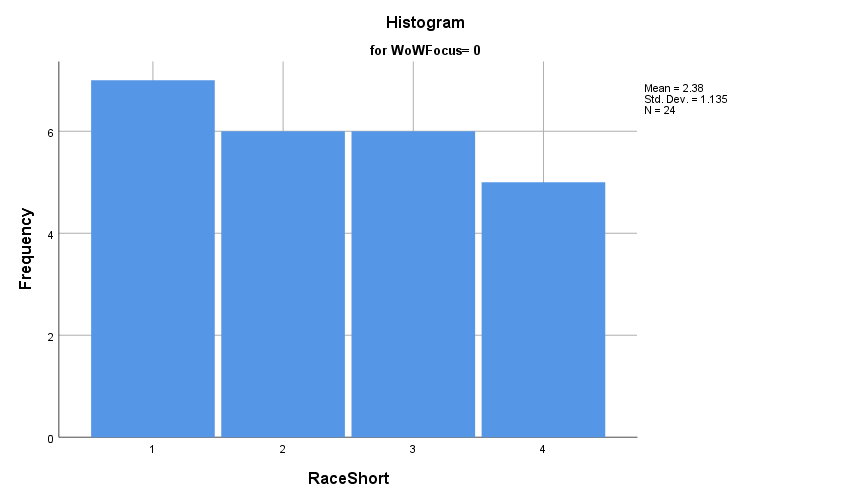 Histogram
for WoWFocus= 0
Mean = 2.38
Std. Dev. = 1.135
N = 24
Frequency
6
4
2
0
1 2 3 4
RaceShort